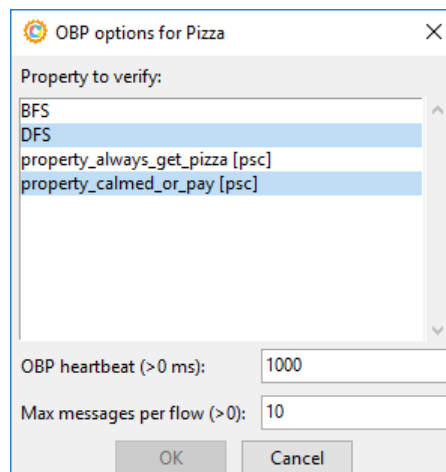 OBP options for Pizza
Property to verify:
BFS
DFS
property_always_get_pizza [psc]
property_calmed_or_pay [psc]
OBP heartbeat (>0 ms): 1000
Max messages per flow (>0): 10
OK Cancel